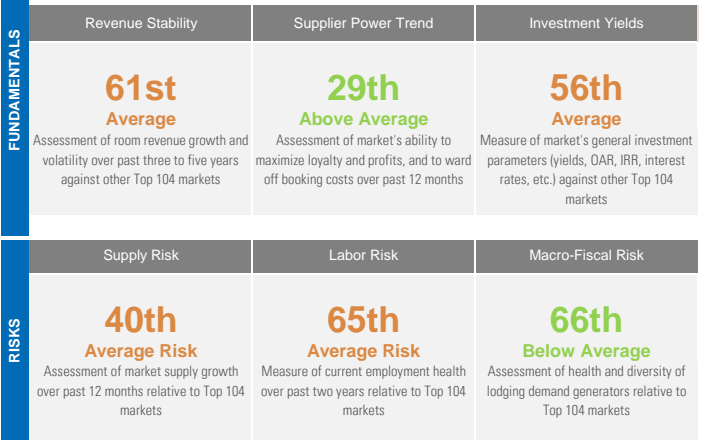 FUNDAMENTALS
Revenue Stability
61st
Average
Assessment of room revenue growth and
volatility over past three to five years
against other Top 104 markets
Supplier Power Trend
29th
Above Average
Assessment of market's ability to
maximize loyalty and profits, and to ward
off booking costs over past 12 months
Investment Yields
56th
Average
Measure of market's general investment
parameters (yields, OAR, IRR, interest
rates, etc.) against other Top 104
markets
RISKS
Supply Risk
40th
Average Risk
Assessment of market supply growth
over past 12 months relative to Top 104
markets
Labor Risk
65th
Average Risk
Measure of current employment health
over past two years relative to Top 104
markets
Macro-Fiscal Risk
66th
Below Average
Assessment of health and diversity of
lodging demand generators relative to
Top 104 markets